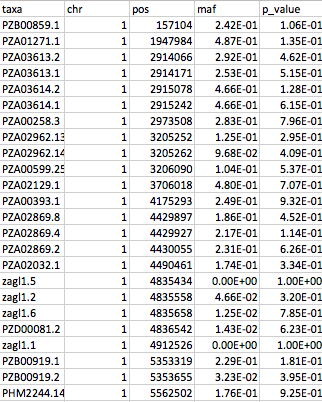 taxa chr pos maf p_value
PZB00859.1 1 157104 2.42E-01 1.06E-01
PZA01271.1 1 1947984 4.87E-01 1.35E-01
PZA03613.2 1 2914066 2.92E-01 4.62E-01
PZA03613.1 1 2914171 2.53E-01 5.15E-01
PZA03614.2 1 2915078 4.66E-01 1.28E-01
PZA03614.1 1 2915242 4.66E-01 6.15E-01
PZA00258.3 1 2973508 2.83E-01 7.96E-01
PZA02962.13 1 3205252 1.25E-01 2.95E-01
PZA02962.14 1 3205262 9.68E-02 4.09E-01
PZA00599.25 1 3206090 1.04E-01 5.37E-01
PZA02129.1 1 3706018 4.80E-01 7.07E-01
PZA00393.1 1 4175293 2.49E-01 9.32E-01
PZA02869.8 1 4429897 1.86E-01 4.52E-01
PZA02869.4 1 4429927 2.17E-01 1.14E-01
PZA02869.2 1 4430055 2.31E-01 6.26E-01
PZA02032.1 1 4490461 1.74E-01 3.34E-01
zagl1.5 1 4835434 0.00E+00 1.00E+00
zagl1.2 1 4835558 4.66E-02 3.20E-01
zagl1.6 1 4835658 1.25E-02 7.85E-01
PZD00081.2 1 4836542 1.43E-02 6.23E-01
zagl1.1 1 4912526 0.00E+00 1.00E+00
PZB00919.1 1 5353319 2.29E-01 1.81E-01
PZB00919.2 1 5353655 3.23E-02 3.95E-01
PHM2244.14 1 5562502 1.76E-01 9.25E-01